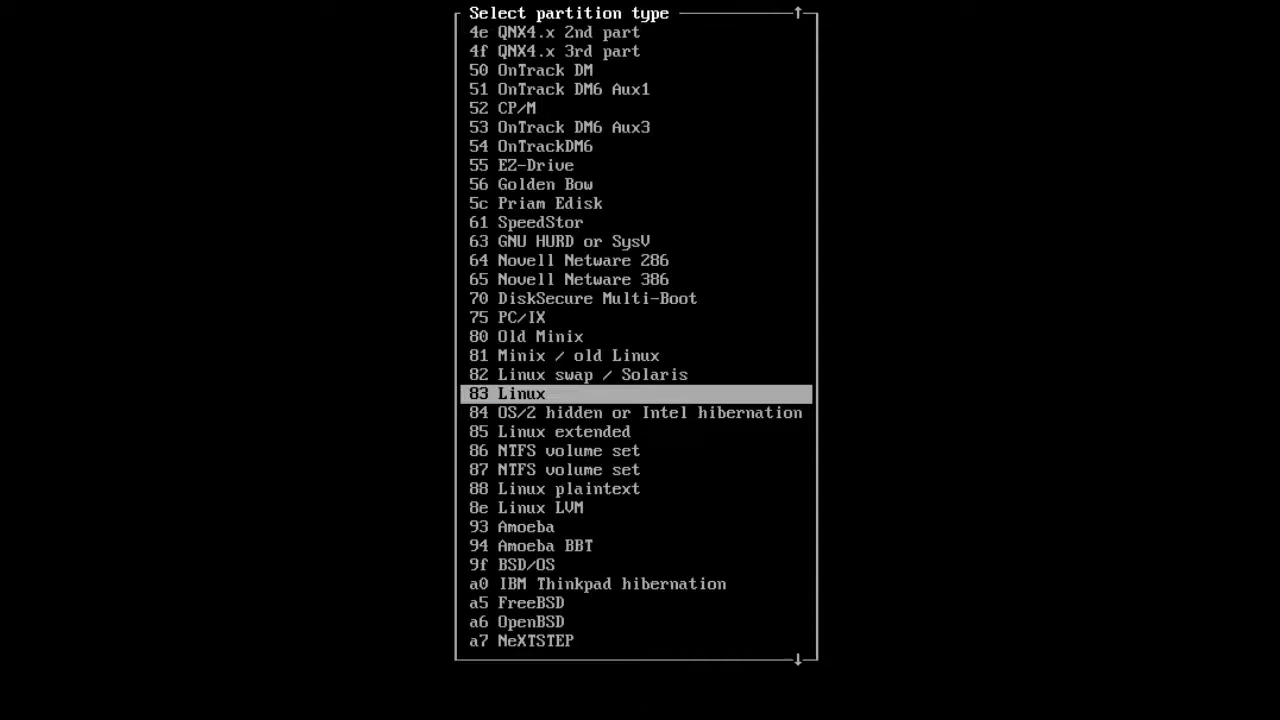 Select partition type
4e QNX4.x 2nd part
4f QNX4.x 3rd part
50 OnTrack DM
51 OnTrack DM6 Aux1
52 CP/M
53 OnTrack DM6 Aux3
54 OnTrackDM6
55 EZ-Drive
56 Golden Bow
5c Priam Edisk
61 SpeedStor
63 GNU HURD or SysV
64 Novell Netware 286
65 Novell Netware 386
70 DiskSecure Multi-Boot
75 PC/IX
80 Old Minix
81 Minix / old Linux
82 Linux swap / Solaris
83 Linux
84 OS/2 hidden or Intel hibernation
85 Linux extended
86 NTFS volume set
87 NTFS volume set
88 Linux plaintext
8e Linux LVM
93 Amoeba
94 Amoeba BBT
9f BSD/OS
a0 IBM Thinkpad hibernation
a5 FreeBSD
a6 OpenBSD
a7 NeXTSTEP